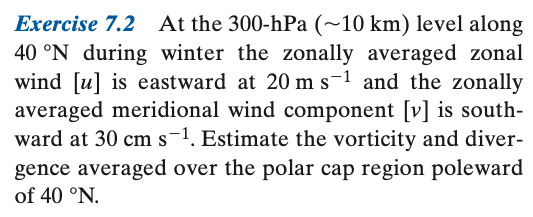 Exercise 7.2 At the 300-hPa (~10 km) level along
40 °N during winter the zonally averaged zonal
wind [u] is eastward at 20 m s⁻¹ and the zonally
averaged meridional wind component [v] is south-
ward at 30 cm s⁻¹. Estimate the vorticity and diver-
gence averaged over the polar cap region poleward
of 40 °N.